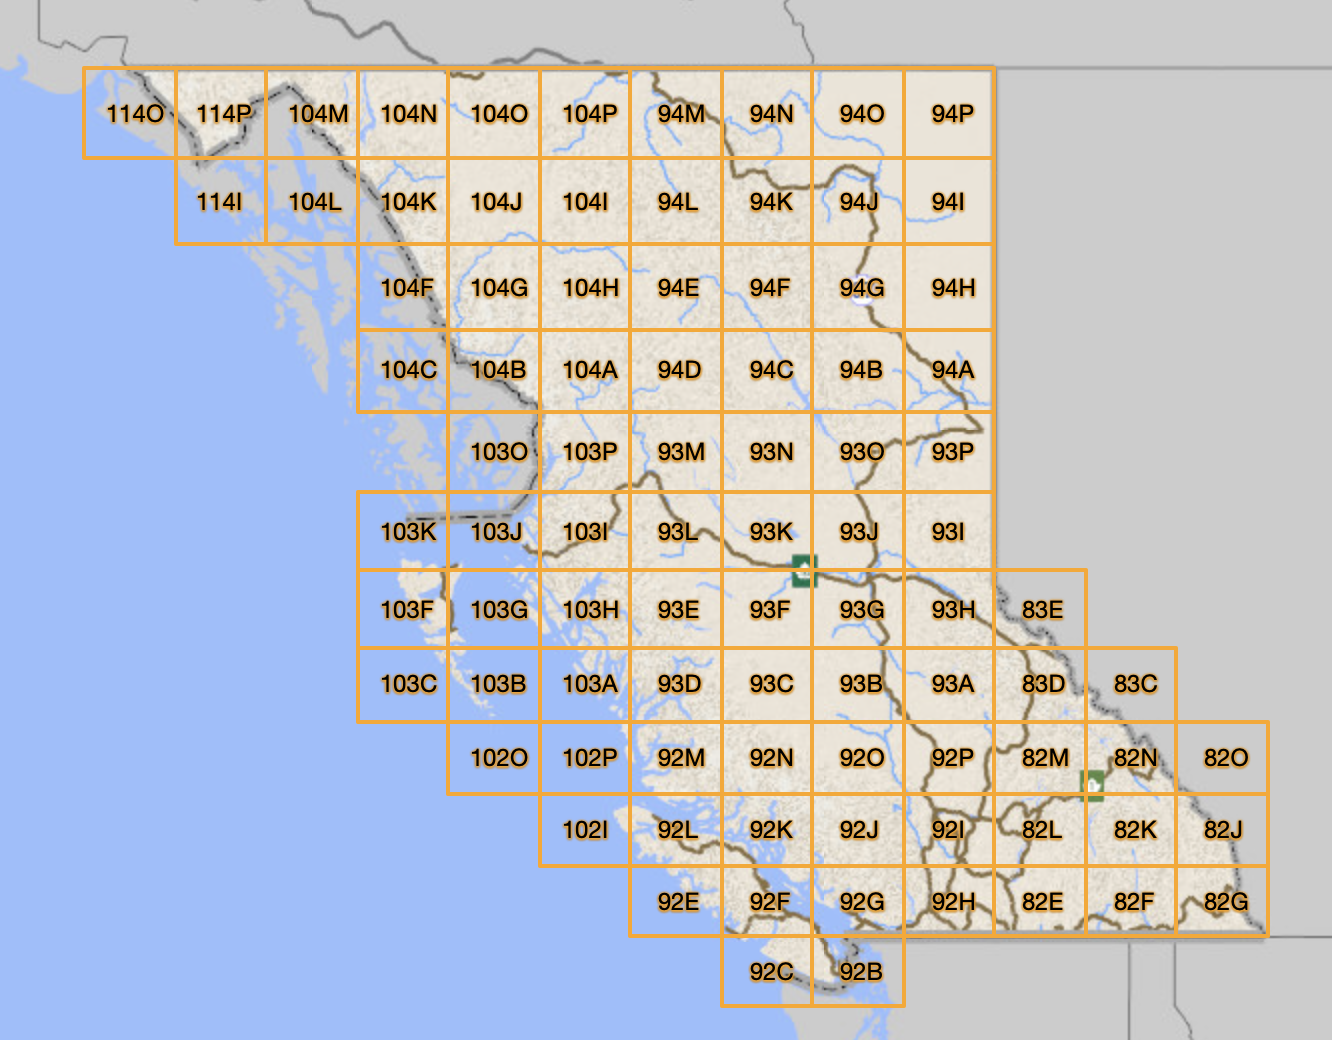 114O 114P 104M 104N 104O 104P 94M 94N 94O 94P
114I 104L 104K 104J 104I 94L 94K 94J 94I
104F 104G 104H 94E 94F 94G 94H
104C 104B 104A 94D 94C 94B 94A
103O 103P 93M 93N 93O 93P
103K 103J 103I 93L 93K 93J 93I
103F 103G 103H 93E 93F 93G 93H 83E
103C 103B 103A 93D 93C 93B 93A 83D 83C
102O 102P 92M 92N 92O 92P 82M 82N 82O
102I 92L 92K 92J 92I 82L 82K 82J
92E 92F 92G 92H 82E 82F 82G
92C 92B